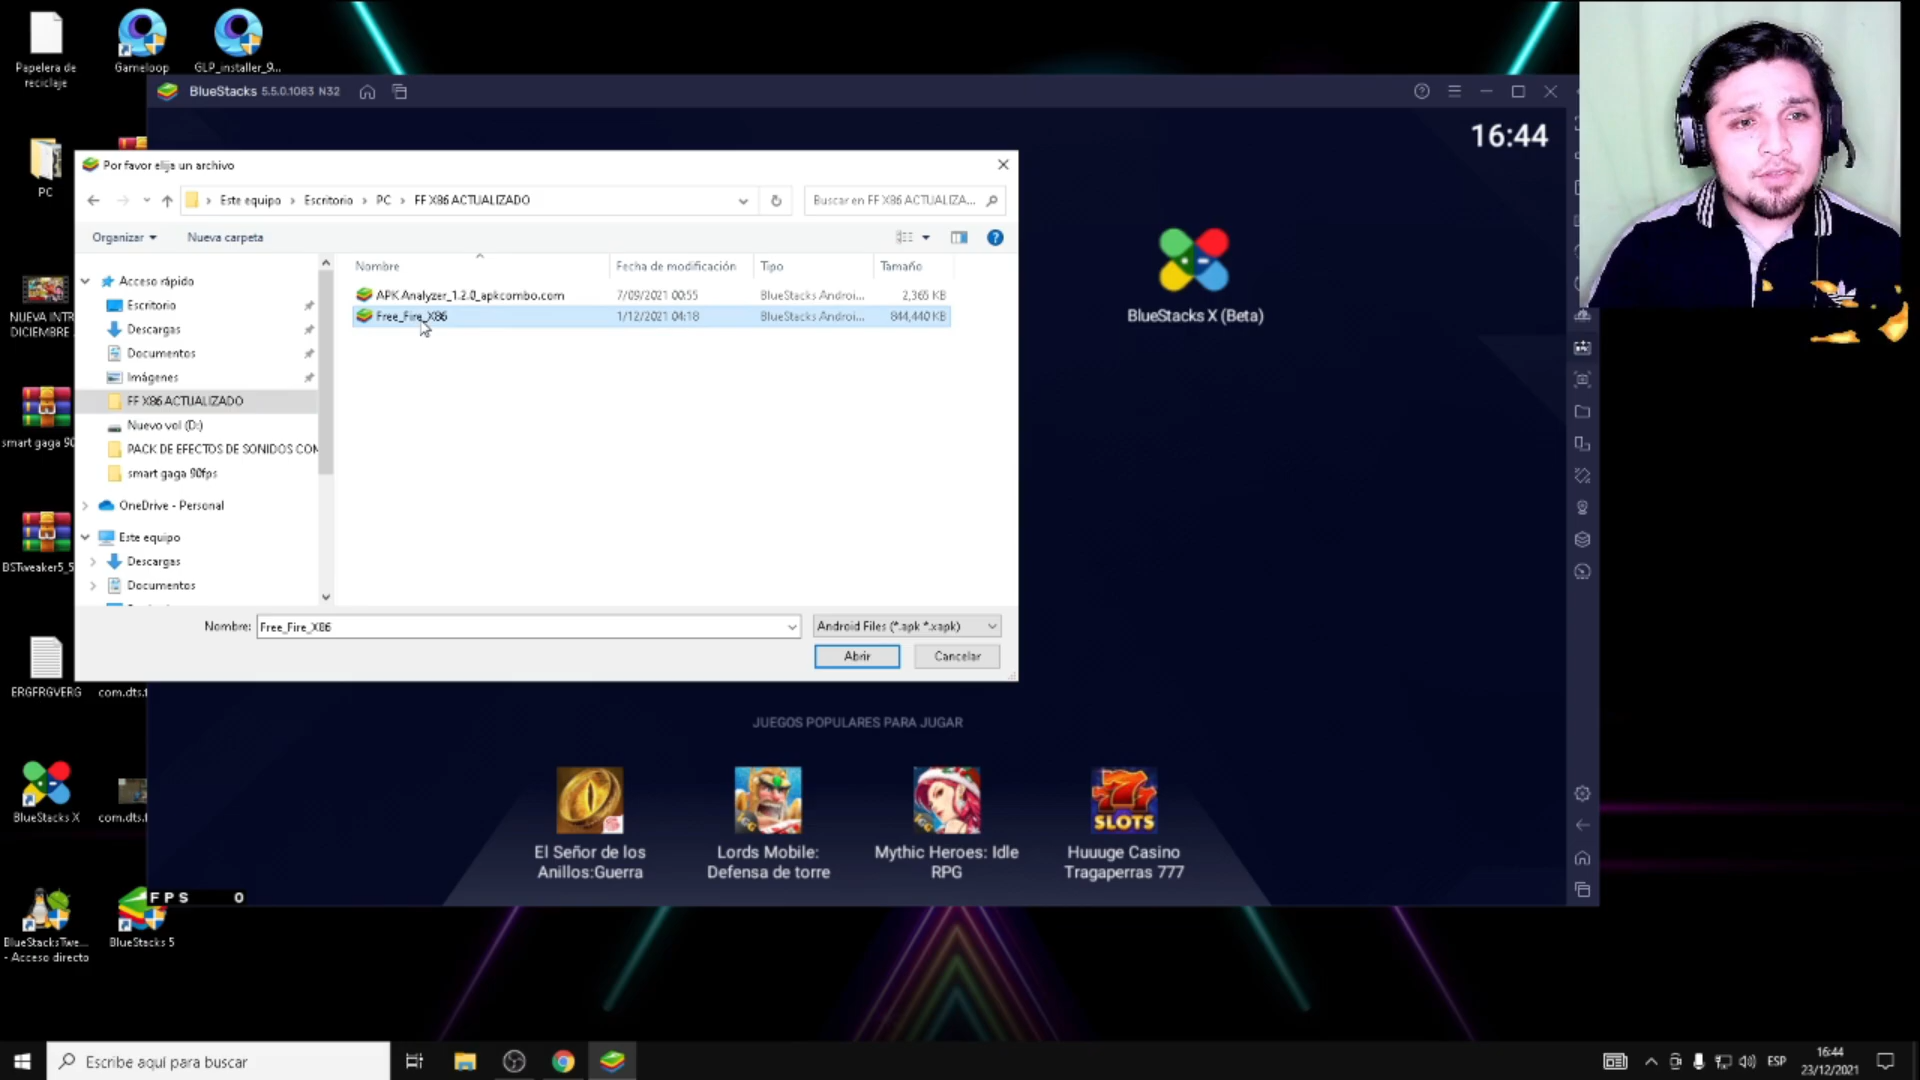 Papelera de
reciclaje
Gameloop
GLP_installer_9...
PC
NUEVA INTR
DICIEMBRE
smart gaga 90
BSTweaker5_5
ERGFRGVERG
com.dts.f
BlueStacks X
com.dts.
BlueStacksTwe...
- Acceso directo
BlueStacks 5
BlueStacks 5.5.0.1083 N32
16:44
BlueStacks X (Beta)
Por favor elija un archivo
Este equipo
Escritorio
PC
FF X86 ACTUALIZADO
Buscar en FF X86 ACTUALIZA...
Organizar
Nueva carpeta
Nombre
Fecha de modificación
Tipo
Tamaño
APK Analyzer_1.2.0_apkcombo.com 7/09/2021 00:55 BlueStacks Androi... 2,365 KB
Free_Fire_X86 1/12/2021 04:18 BlueStacks Androi... 844,440 KB
Acceso rápido
Escritorio
Descargas
Documentos
Imágenes
FF X86 ACTUALIZADO
Nuevo vol (D:)
PACK DE EFECTOS DE SONIDOS COM
smart gaga 90fps
OneDrive - Personal
Este equipo
Descargas
Documentos
Nombre: Free_Fire_X86
Android Files (*.apk *.xapk)
Abrir
Cancelar
JUEGOS POPULARES PARA JUGAR
El Señor de los
Anillos:Guerra
Lords Mobile:
Defensa de torre
Mythic Heroes: Idle
RPG
Huuuge Casino
Tragaperras 777
IGG
IGG
SLOTS
FPS 0
Escribe aquí para buscar
ESP
16:44
23/12/2021